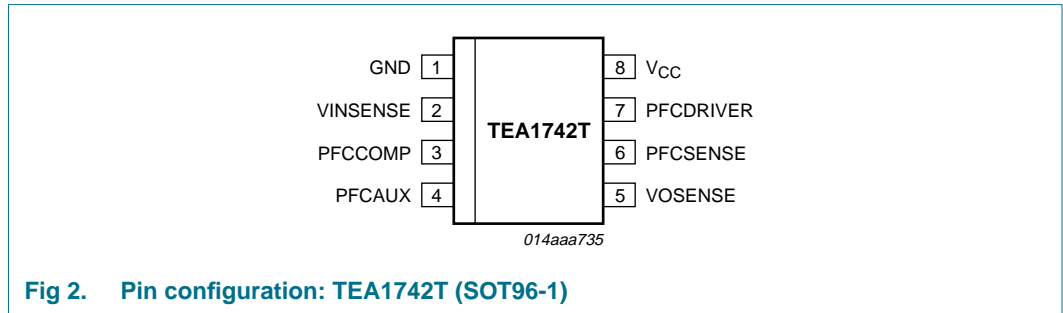 GND 1
VINSENSE 2
PFCCOMP 3
PFCAUX 4
TEA1742T
8 VCC
7 PFCDRIVER
6 PFCSENSE
5 VOSENSE
014aaa735
Fig 2. Pin configuration: TEA1742T (SOT96-1)